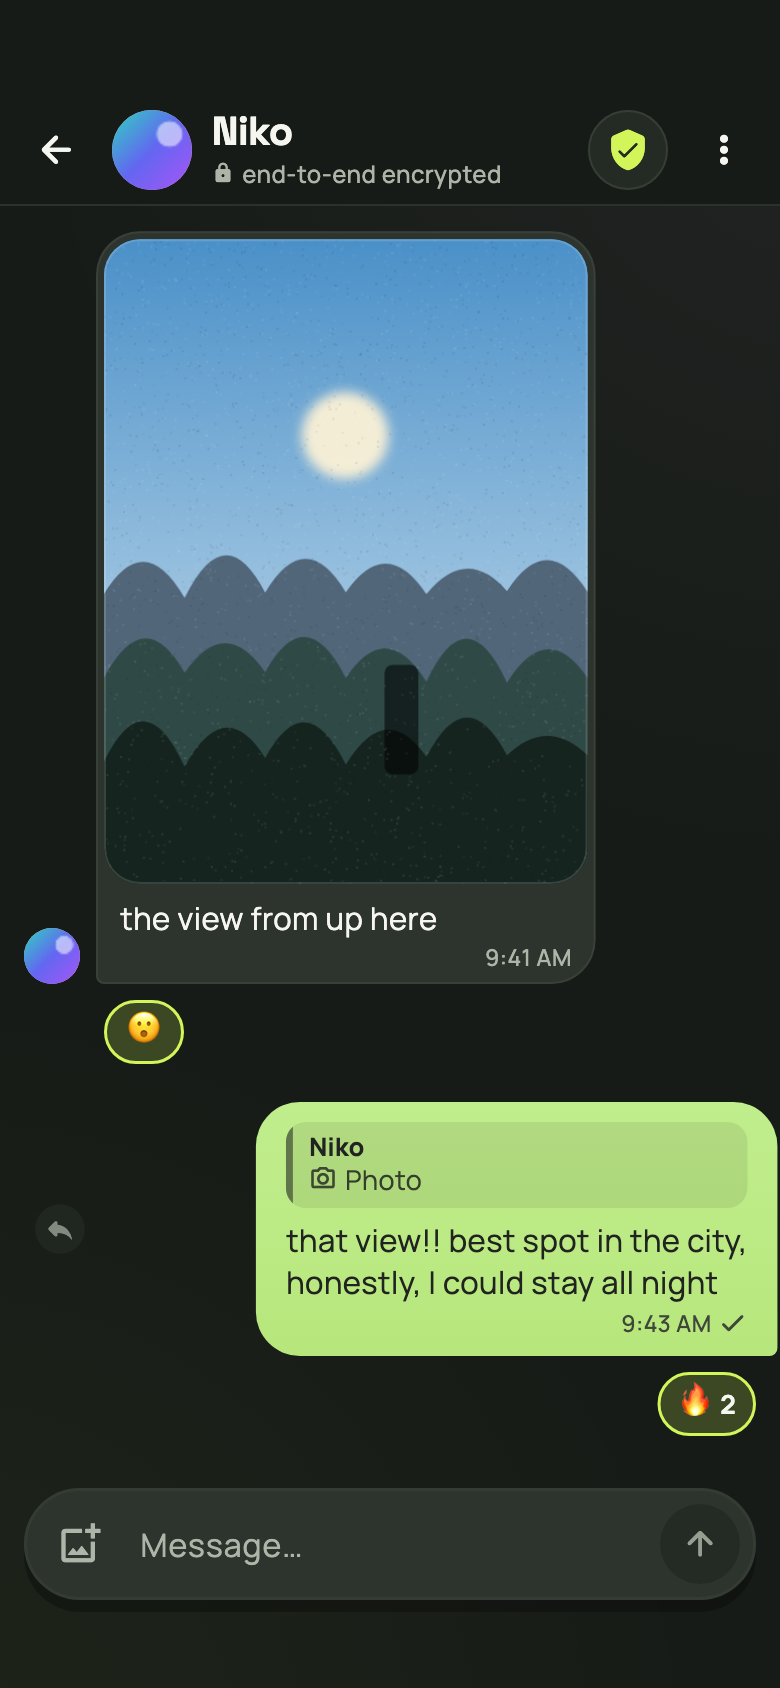 Niko
end-to-end encrypted
the view from up here
9:41 AM
😮
Niko
Photo
that view!! best spot in the city,
honestly, I could stay all night
9:43 AM
🔥 2
Message…